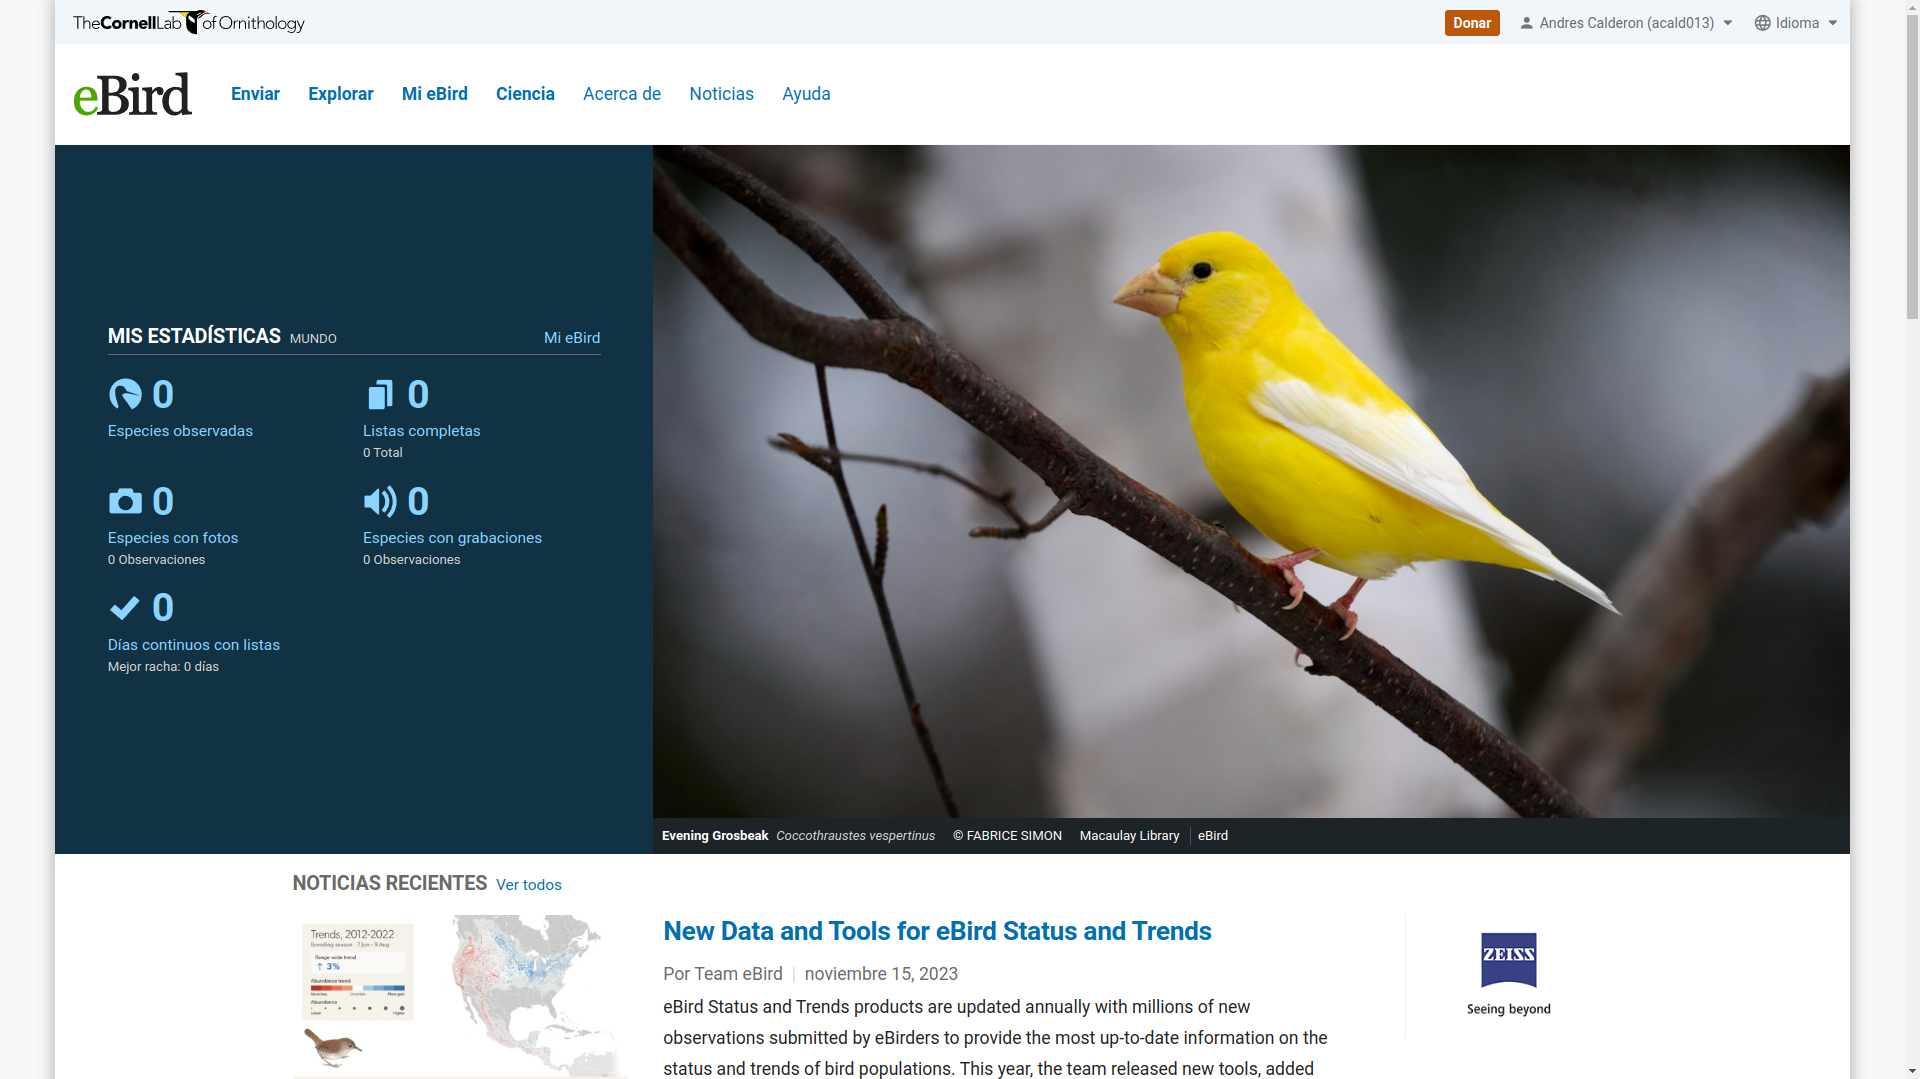 TheCornellLab of Ornithology
Donar
Andres Calderon (acald013)
Idioma
eBird
Enviar
Explorar
Mi eBird
Ciencia
Acerca de
Noticias
Ayuda
MIS ESTADÍSTICAS MUNDO
Mi eBird
0
Especies observadas
0
Listas completas
0 Total
0
Especies con fotos
0 Observaciones
0
Especies con grabaciones
0 Observaciones
0
Días continuos con listas
Mejor racha: 0 días
Evening Grosbeak Coccothraustes vespertinus © FABRICE SIMON Macaulay Library eBird
NOTICIAS RECIENTES Ver todos
Trends, 2012-2022
Breeding season 7 Jun - 9 Aug
Range-wide trend
↑ 3%
Abundance trend
Abundance
Lower
Higher
New Data and Tools for eBird Status and Trends
Por Team eBird | noviembre 15, 2023
eBird Status and Trends products are updated annually with millions of new
observations submitted by eBirders to provide the most up-to-date information on the
status and trends of bird populations. This year, the team released new tools, added
ZEISS
Seeing beyond